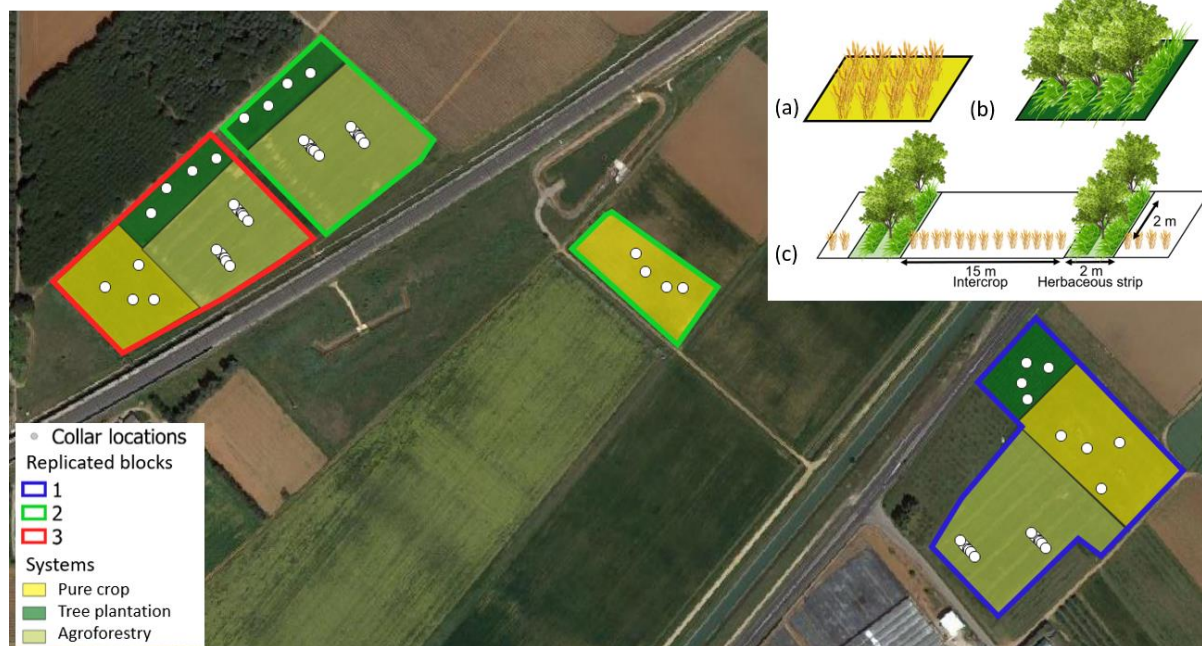 (a)
(b)
(c)
2 m
15 m
Intercrop
2 m
Herbaceous strip
Collar locations
Replicated blocks
1
2
3
Systems
Pure crop
Tree plantation
Agroforestry